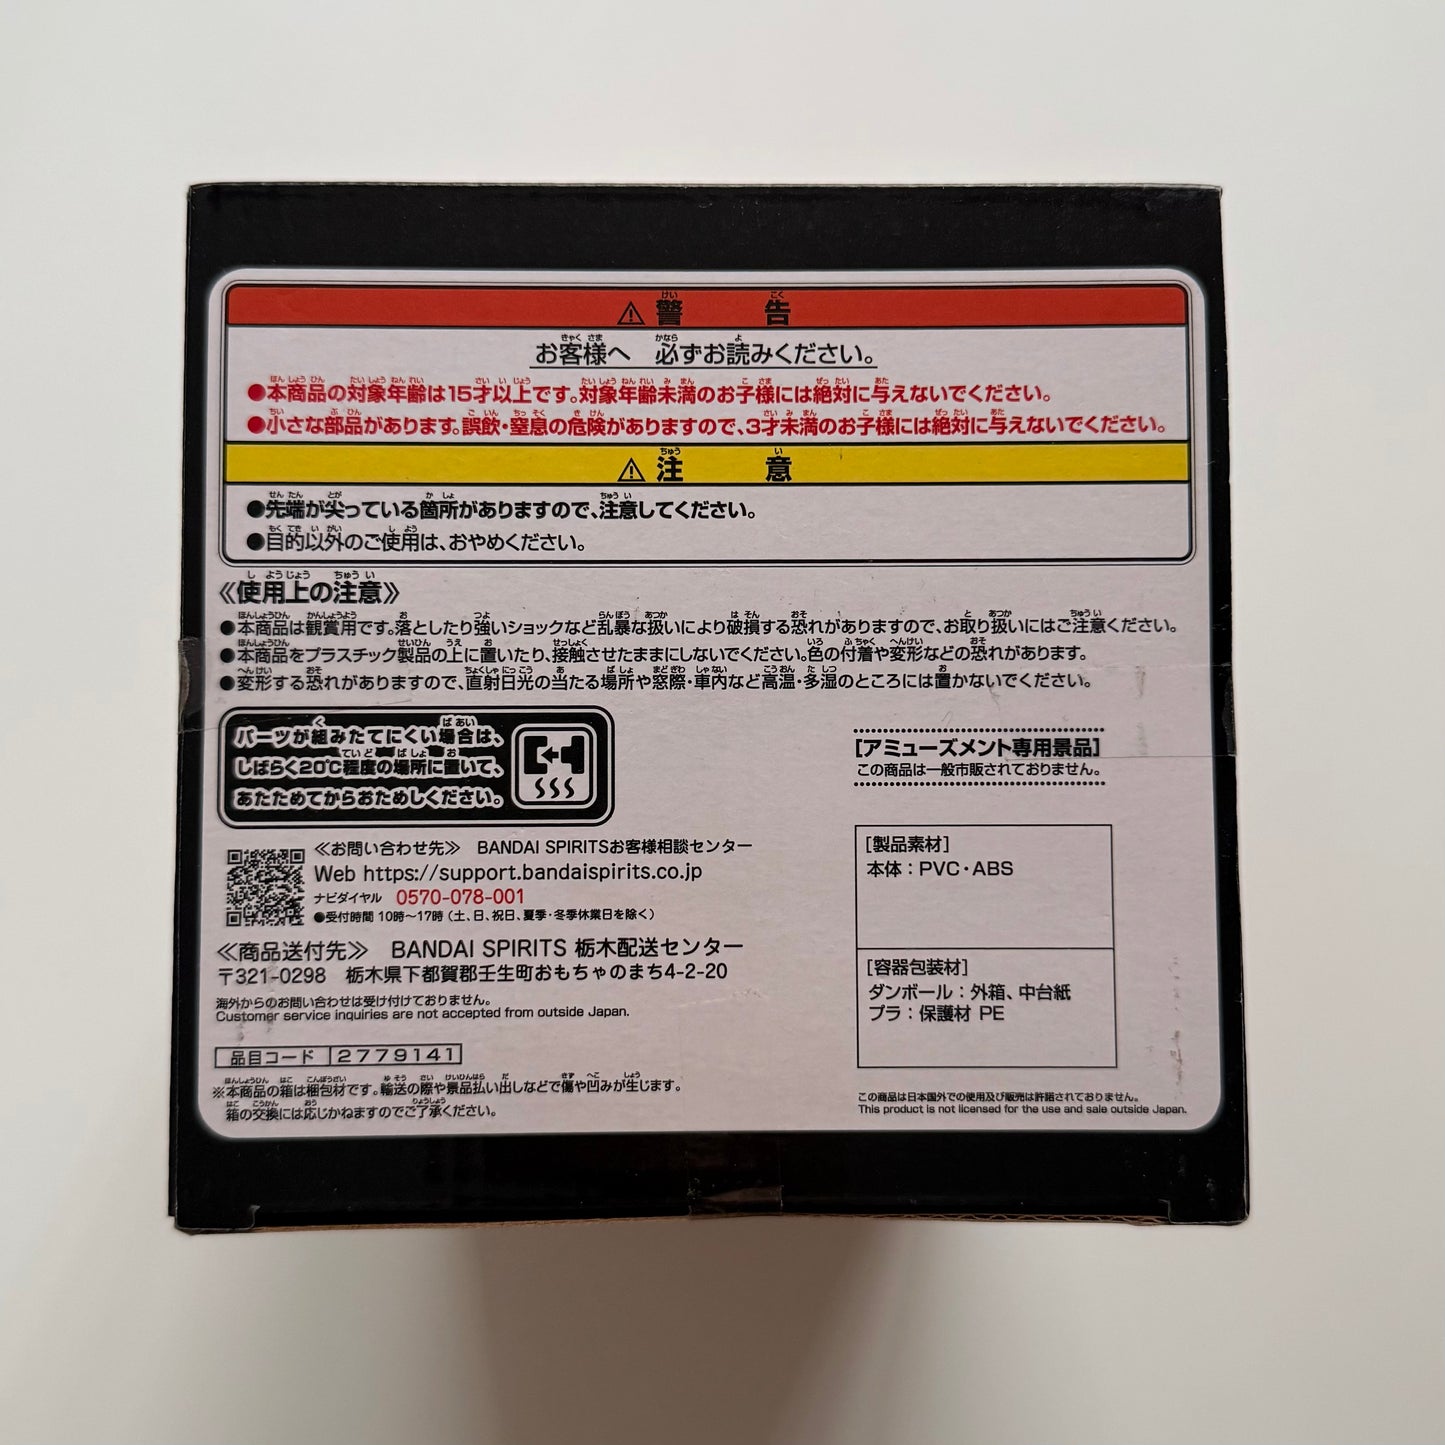 ⚠ 警告
お客様へ 必ずお読みください。
●本商品の対象年齢は15才以上です。対象年齢未満のお子様には絶対に与えないでください。
●小さな部品があります。誤飲・窒息の危険がありますので、3才未満のお子様には絶対に与えないでください。
⚠ 注意
●先端が尖っている箇所がありますので、注意してください。
●目的以外のご使用は、おやめください。
《使用上の注意》
●本商品は観賞用です。落としたり強いショックなど乱暴な扱いにより破損する恐れがありますので、お取り扱いにはご注意ください。
●本商品をプラスチック製品の上に置いたり、接触させたままにしないでください。色の付着や変形などの恐れがあります。
●変形する恐れがありますので、直射日光の当たる場所や窓際・車内など高温・多湿のところには置かないでください。
パーツが組みたてにくい場合は、
しばらく20℃程度の場所に置いて、
あたためてからおためしください。
[アミューズメント専用景品]
この商品は一般市販されておりません。
≪お問い合わせ先≫ BANDAI SPIRITSお客様相談センター
Web https://support.bandaispirits.co.jp
ナビダイヤル 0570-078-001
●受付時間 10時〜17時（土、日、祝日、夏季・冬季休業日を除く）
≪商品送付先≫ BANDAI SPIRITS 栃木配送センター
〒321-0298 栃木県下都賀郡壬生町おもちゃのまち4-2-20
海外からのお問い合わせは受け付けておりません。
Customer service inquiries are not accepted from outside Japan.
品目コード 2779141
※本商品の箱は梱包材です。輸送の際や景品払い出しなどで傷や凹みが生じます。
箱の交換には応じかねますのでご了承ください。
[製品素材]
本体：PVC・ABS
[容器包装材]
ダンボール：外箱、中台紙
プラ：保護材 PE
この商品は日本国外での使用及び販売は許諾されておりません。
This product is not licensed for the use and sale outside Japan.